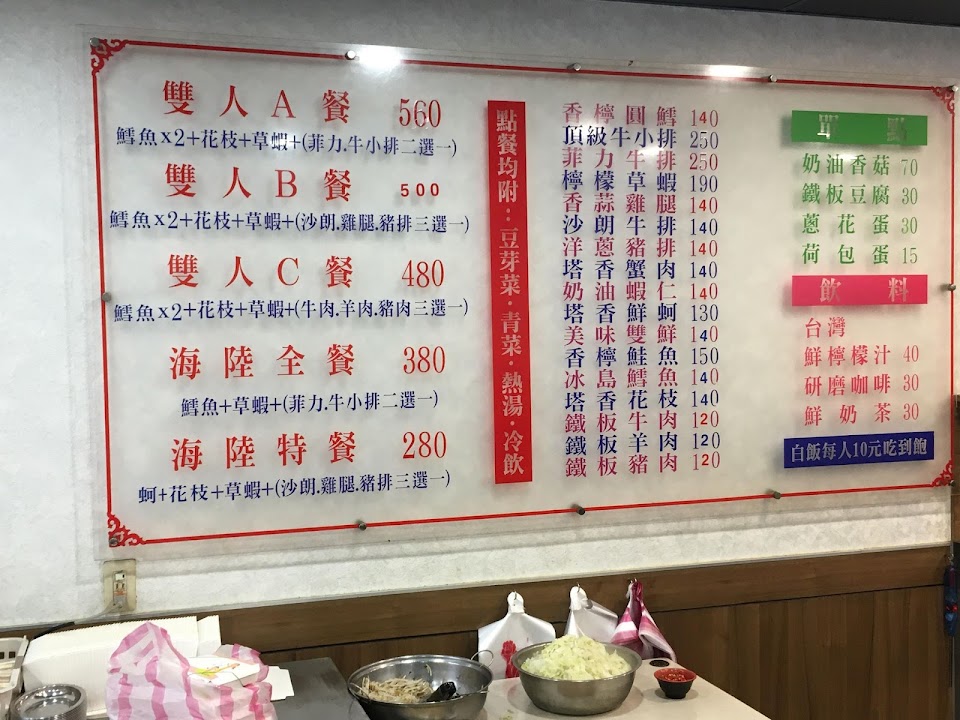 雙人A餐 560
鱈魚x2+花枝+草蝦+(菲力.牛小排二選一)
雙人B餐 500
鱈魚x2+花枝+草蝦+(沙朗.雞腿.豬排三選一)
雙人C餐 480
鱈魚x2+花枝+草蝦+(牛肉.羊肉.豬肉三選一)
海陸全餐 380
鱈魚+草蝦+(菲力.牛小排二選一)
海陸特餐 280
蚵+花枝+草蝦+(沙朗.雞腿.豬排三選一)
點餐均附:豆芽菜·青菜·熱湯·冷飲
香檸圓鱈 140
頂級牛小排 250
菲力牛排 250
檸檬草蝦 190
香蒜雞腿 140
沙朗牛排 140
洋蔥豬排 140
塔香蟹肉 140
奶油蝦仁 140
塔香鮮蚵 130
美味雙鮮 140
香檸鮭魚 150
冰島鱈魚 140
塔香花枝 140
鐵板牛肉 120
鐵板羊肉 120
鐵板豬肉 120
單點
奶油香菇 70
鐵板豆腐 30
蔥花蛋 30
荷包蛋 15
飲料
台灣
鮮檸檬汁 40
研磨咖啡 30
鮮奶茶 30
白飯每人10元吃到飽